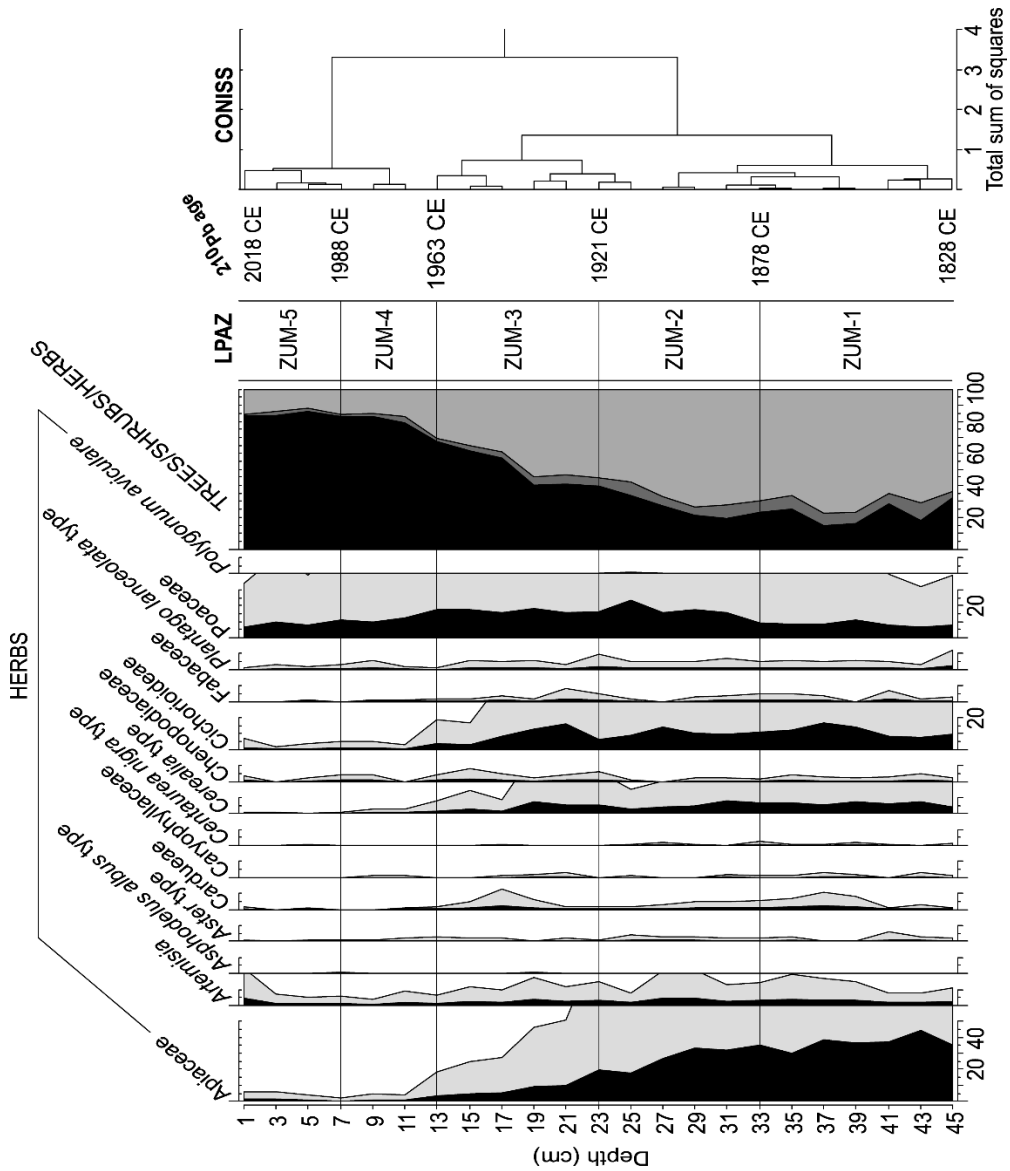 HERBS
Apiaceae
Artemisia
Asphodelus albus type
Aster type
Cardueae
Caryophyllaceae
Centaurea nigra type
Cerealia type
Chenopodiaceae
Cichorioideae
Fabaceae
Plantago lanceolata type
Poaceae
Polygonum aviculare
TREES/SHRUBS/HERBS
LPAZ
210Pb age
CONISS
Depth (cm)
1
3
5
7
9
11
13
15
17
19
21
23
25
27
29
31
33
35
37
39
41
43
45
20 40
20
20
20 40 60 80 100
ZUM-5
ZUM-4
ZUM-3
ZUM-2
ZUM-1
2018 CE
1988 CE
1963 CE
1921 CE
1878 CE
1828 CE
1 2 3 4
Total sum of squares